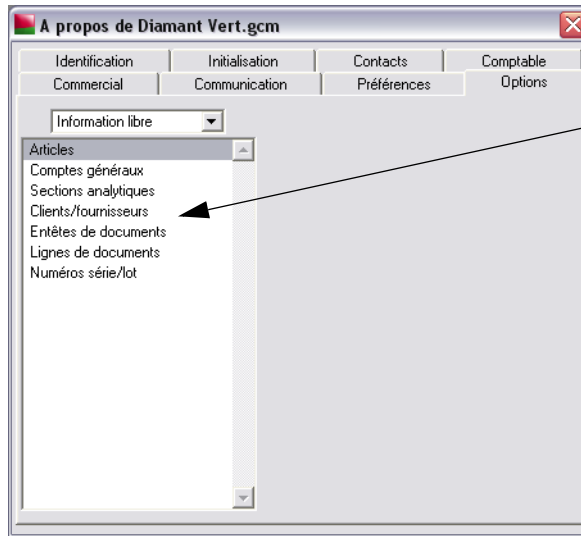 A propos de Diamant Vert.gcm
Identification Initialisation Contacts Comptable
Commercial Communication Préférences Options
Information libre
Articles
Comptes généraux
Sections analytiques
Clients/fournisseurs
Entêtes de documents
Lignes de documents
Numéros série/lot